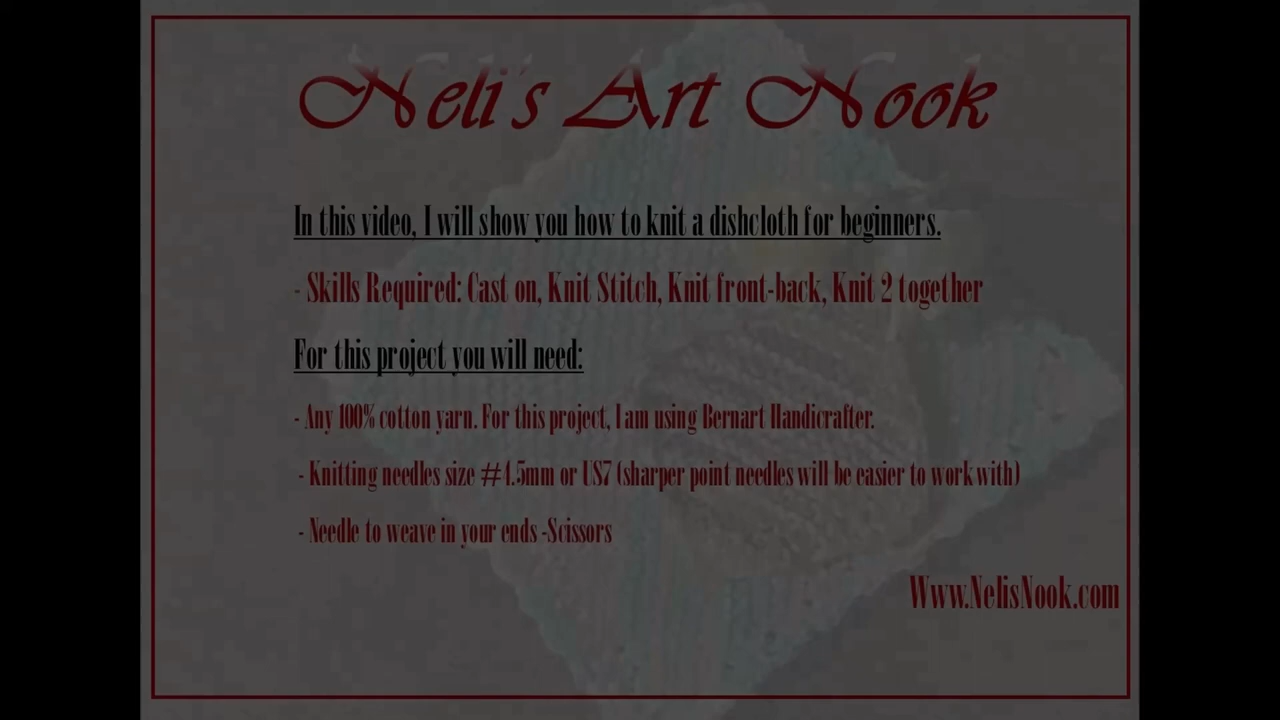 Neli's Art Nook
In this video, I will show you how to knit a dishcloth for beginners.
- Skills Required: Cast on, Knit Stitch, Knit front-back, Knit 2 together
For this project you will need:
- Any 100% cotton yarn. For this project, I am using Bernart Handicrafter.
- Knitting needles size #4.5mm or US7 (sharper point needles will be easier to work with)
- Needle to weave in your ends -Scissors
Www.NelisNook.com